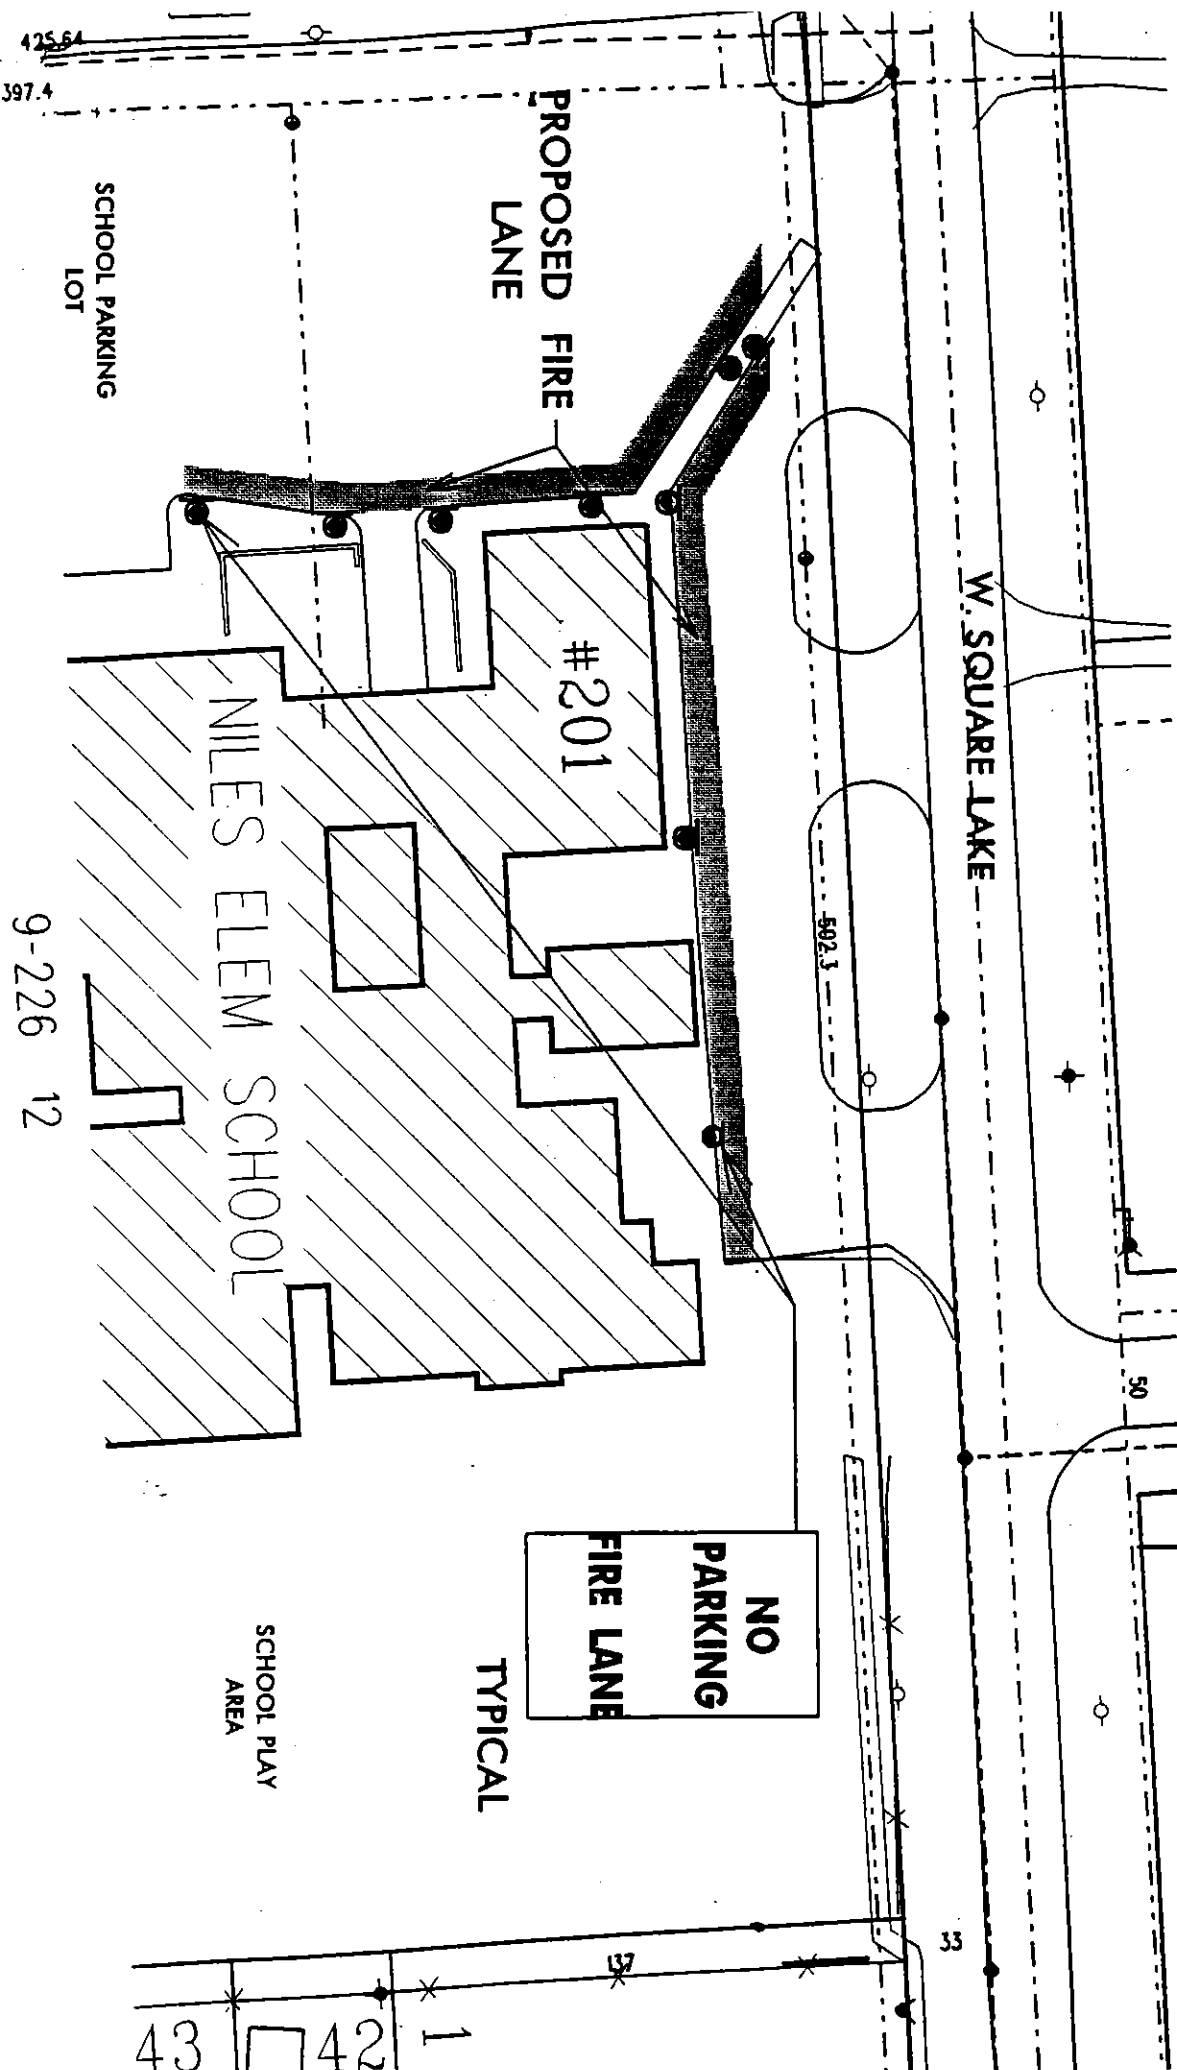 425.64
397.4
PROPOSED FIRE
LANE
SCHOOL PARKING
LOT
W. SQUARE LAKE
#201
NILES ELEM SCHOOL
9-226 12
502.3
50
NO
PARKING
FIRE LANE
TYPICAL
SCHOOL PLAY
AREA
33
137
1
42
43